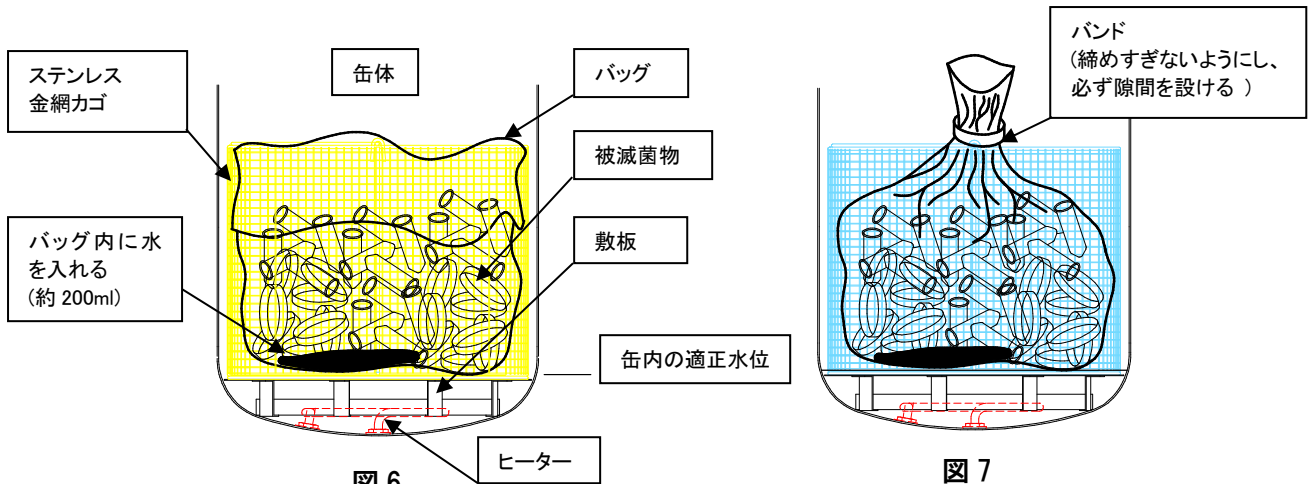 ステンレス
金網カゴ
缶体
バッグ
被滅菌物
バッグ内に水
を入れる
(約 200ml)
敷板
缶内の適正水位
ヒーター
図 6
バンド
(締めすぎないようにし、
必ず隙間を設ける )
図 7